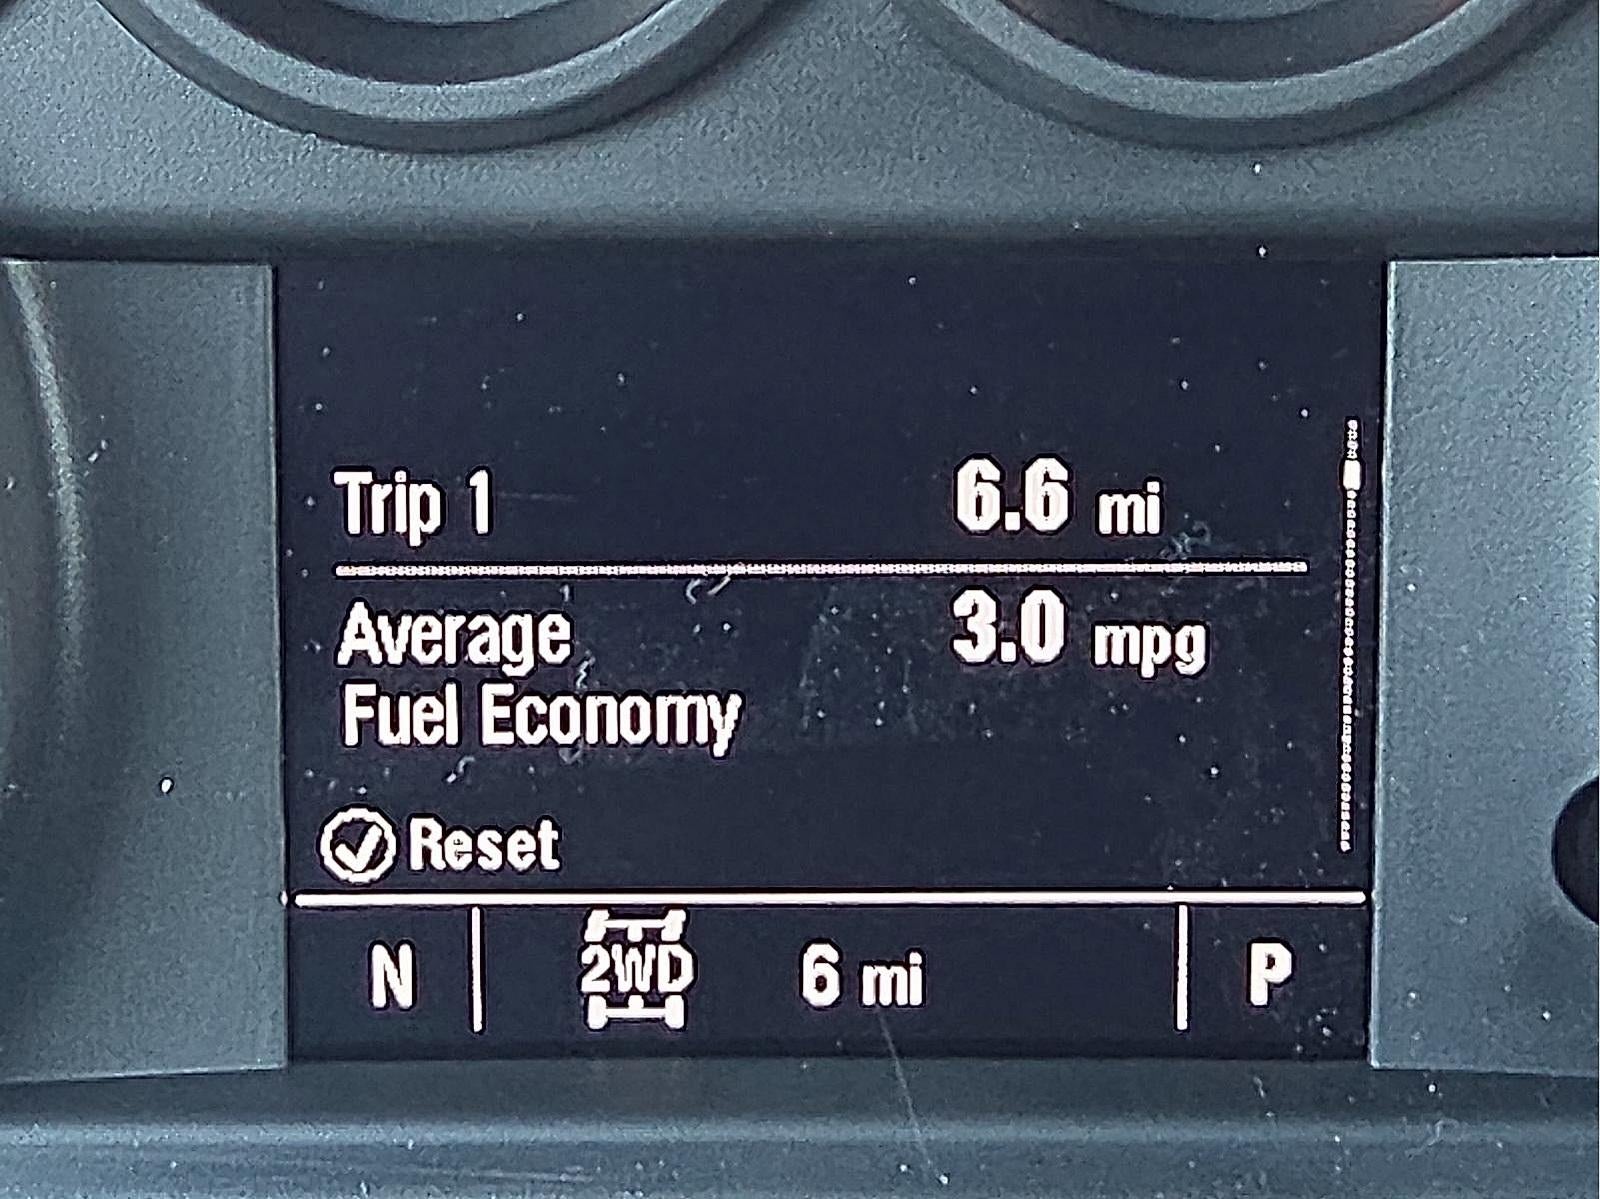 Trip 1 6.6 mi
Average 3.0 mpg
Fuel Economy
Reset
N 2WD 6 mi P